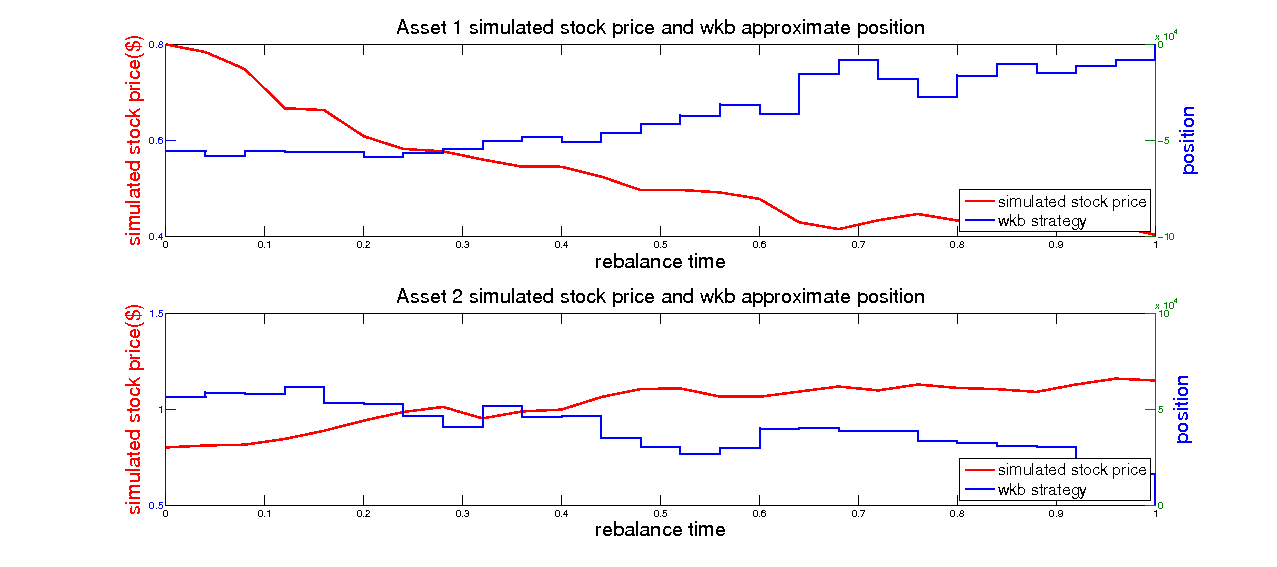 Asset 1 simulated stock price and wkb approximate position
simulated stock price($)
0.8
0.6
0.4
x 10^4
0
-5
-10
position
simulated stock price
wkb strategy
0 0.1 0.2 0.3 0.4 0.5 0.6 0.7 0.8 0.9 1
rebalance time
Asset 2 simulated stock price and wkb approximate position
simulated stock price($)
1.5
1
0.5
x 10^4
10
5
0
position
simulated stock price
wkb strategy
0 0.1 0.2 0.3 0.4 0.5 0.6 0.7 0.8 0.9 1
rebalance time